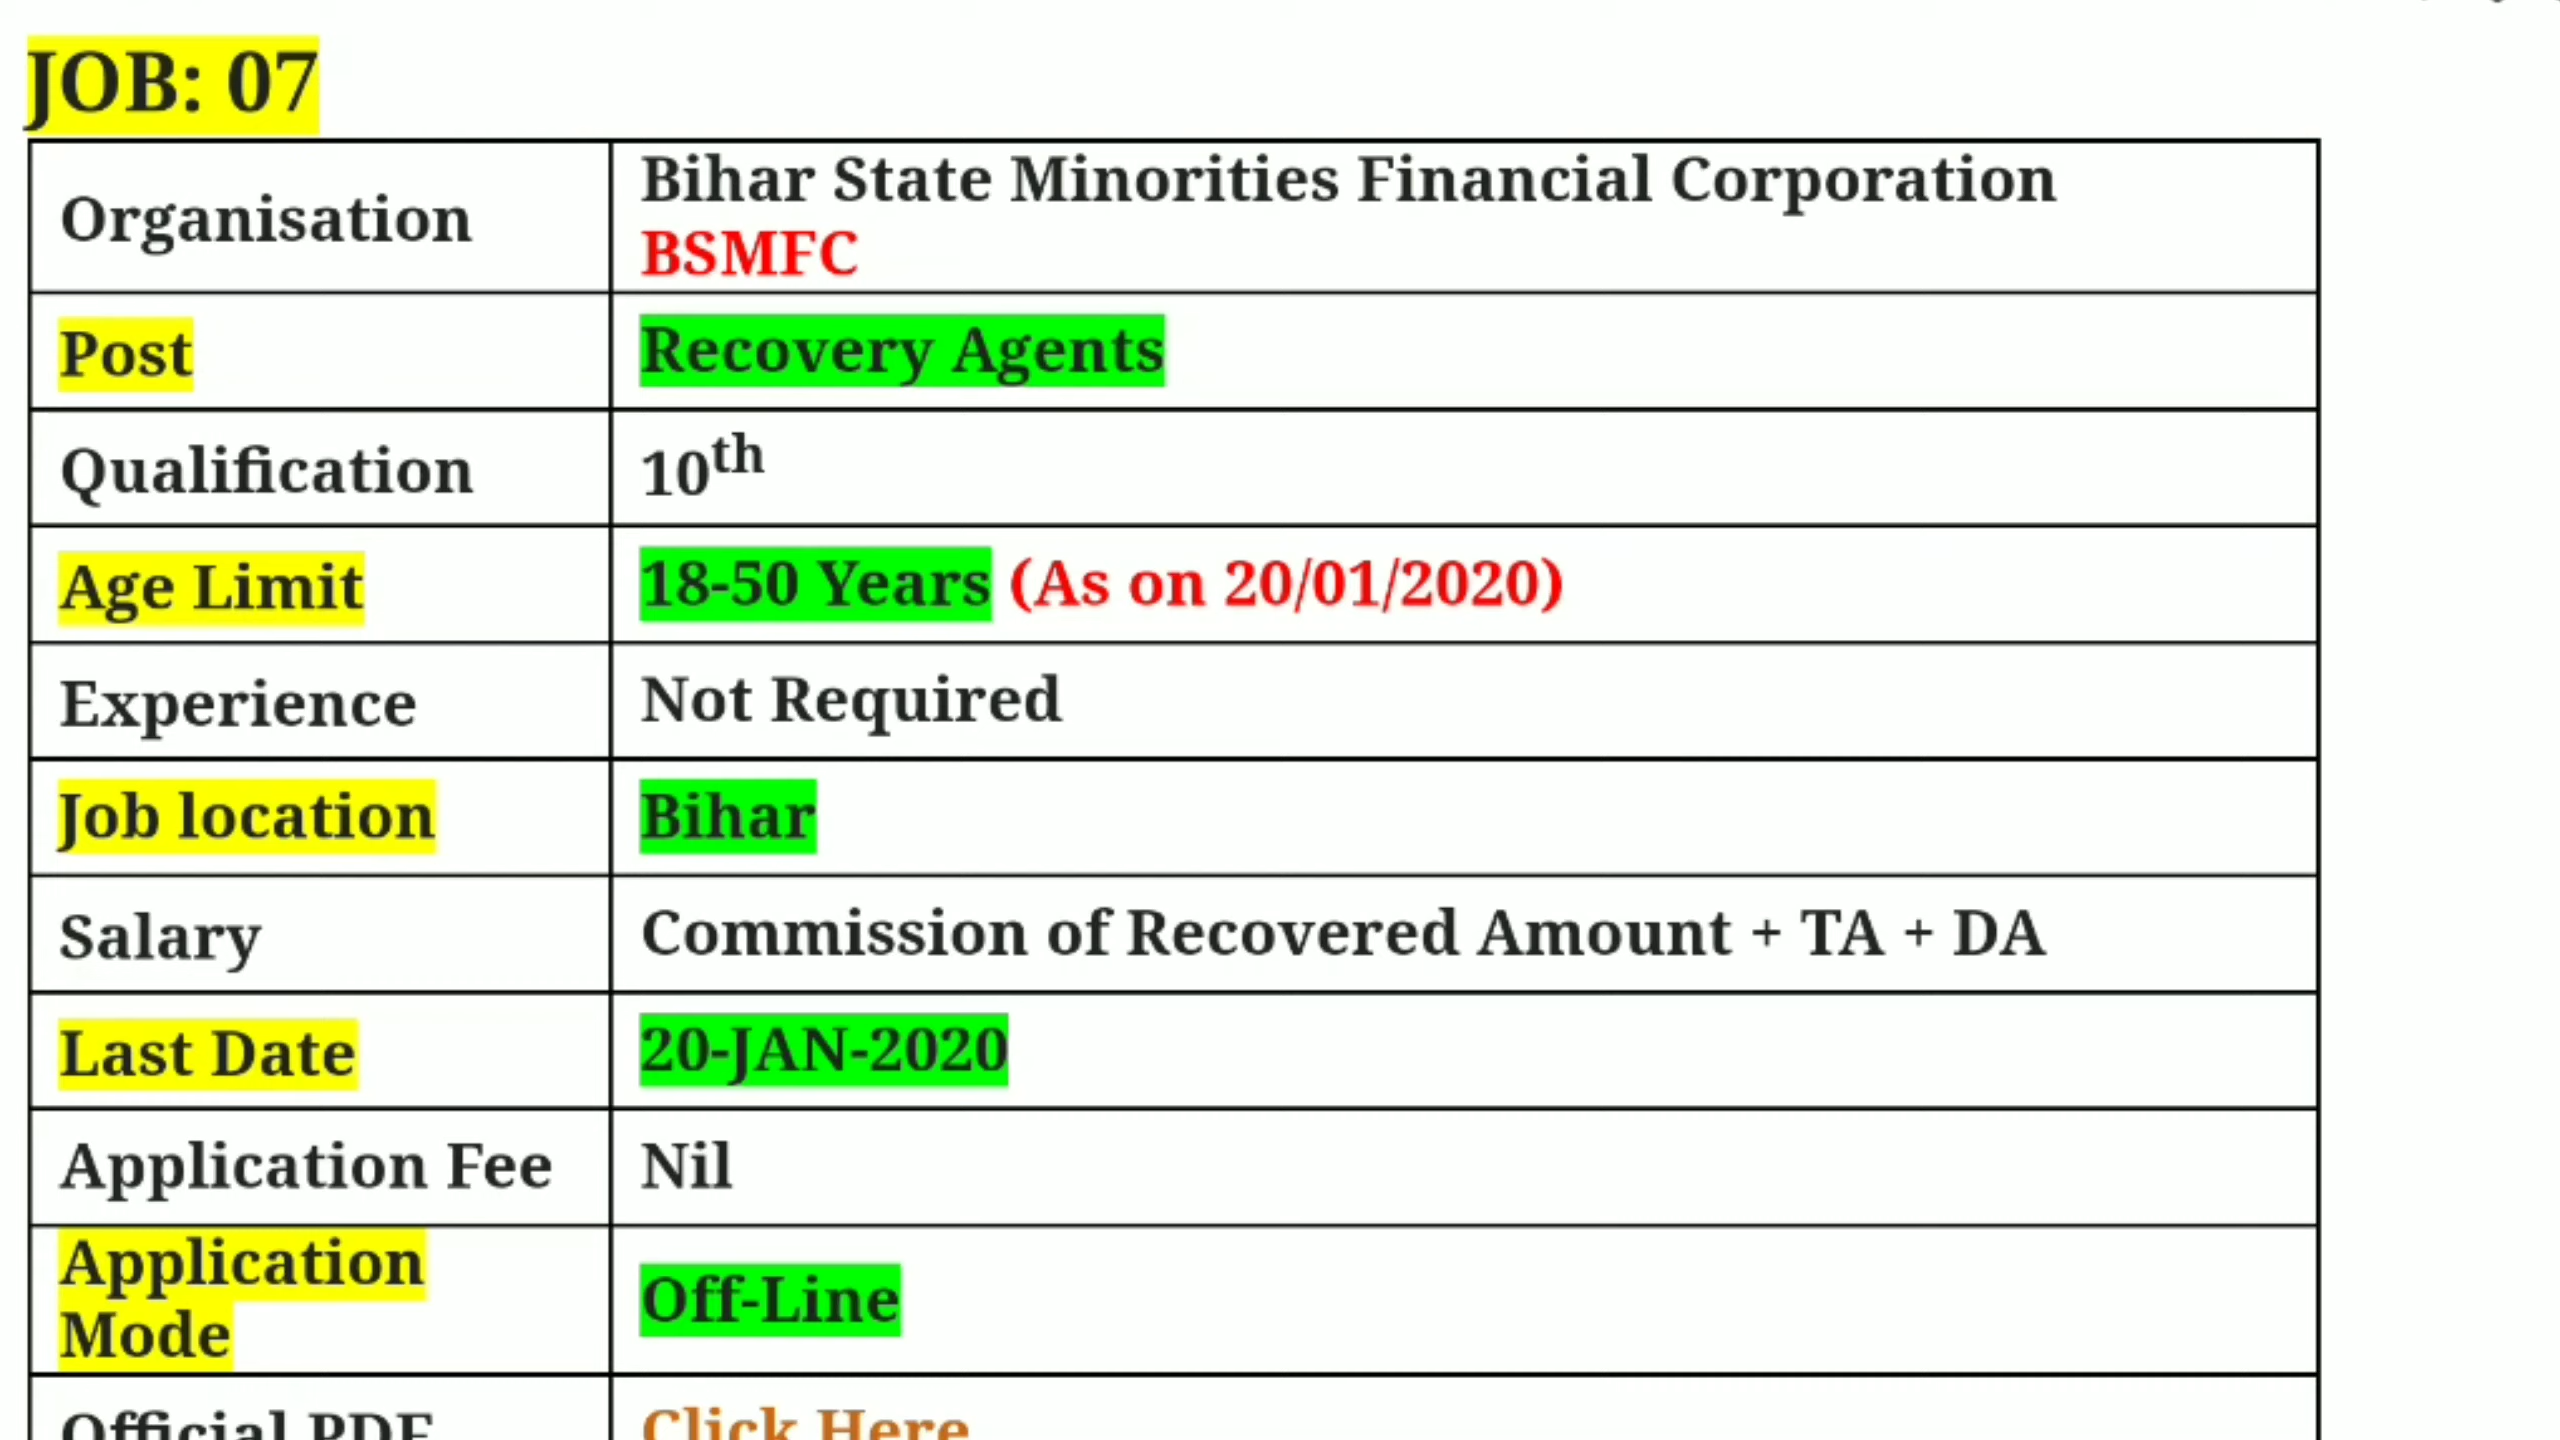 JOB: 07
Organisation
Bihar State Minorities Financial Corporation
BSMFC
Post
Recovery Agents
Qualification
10th
Age Limit
18-50 Years (As on 20/01/2020)
Experience
Not Required
Job location
Bihar
Salary
Commission of Recovered Amount + TA + DA
Last Date
20-JAN-2020
Application Fee
Nil
Application
Mode
Off-Line
Official PDF
Click Here